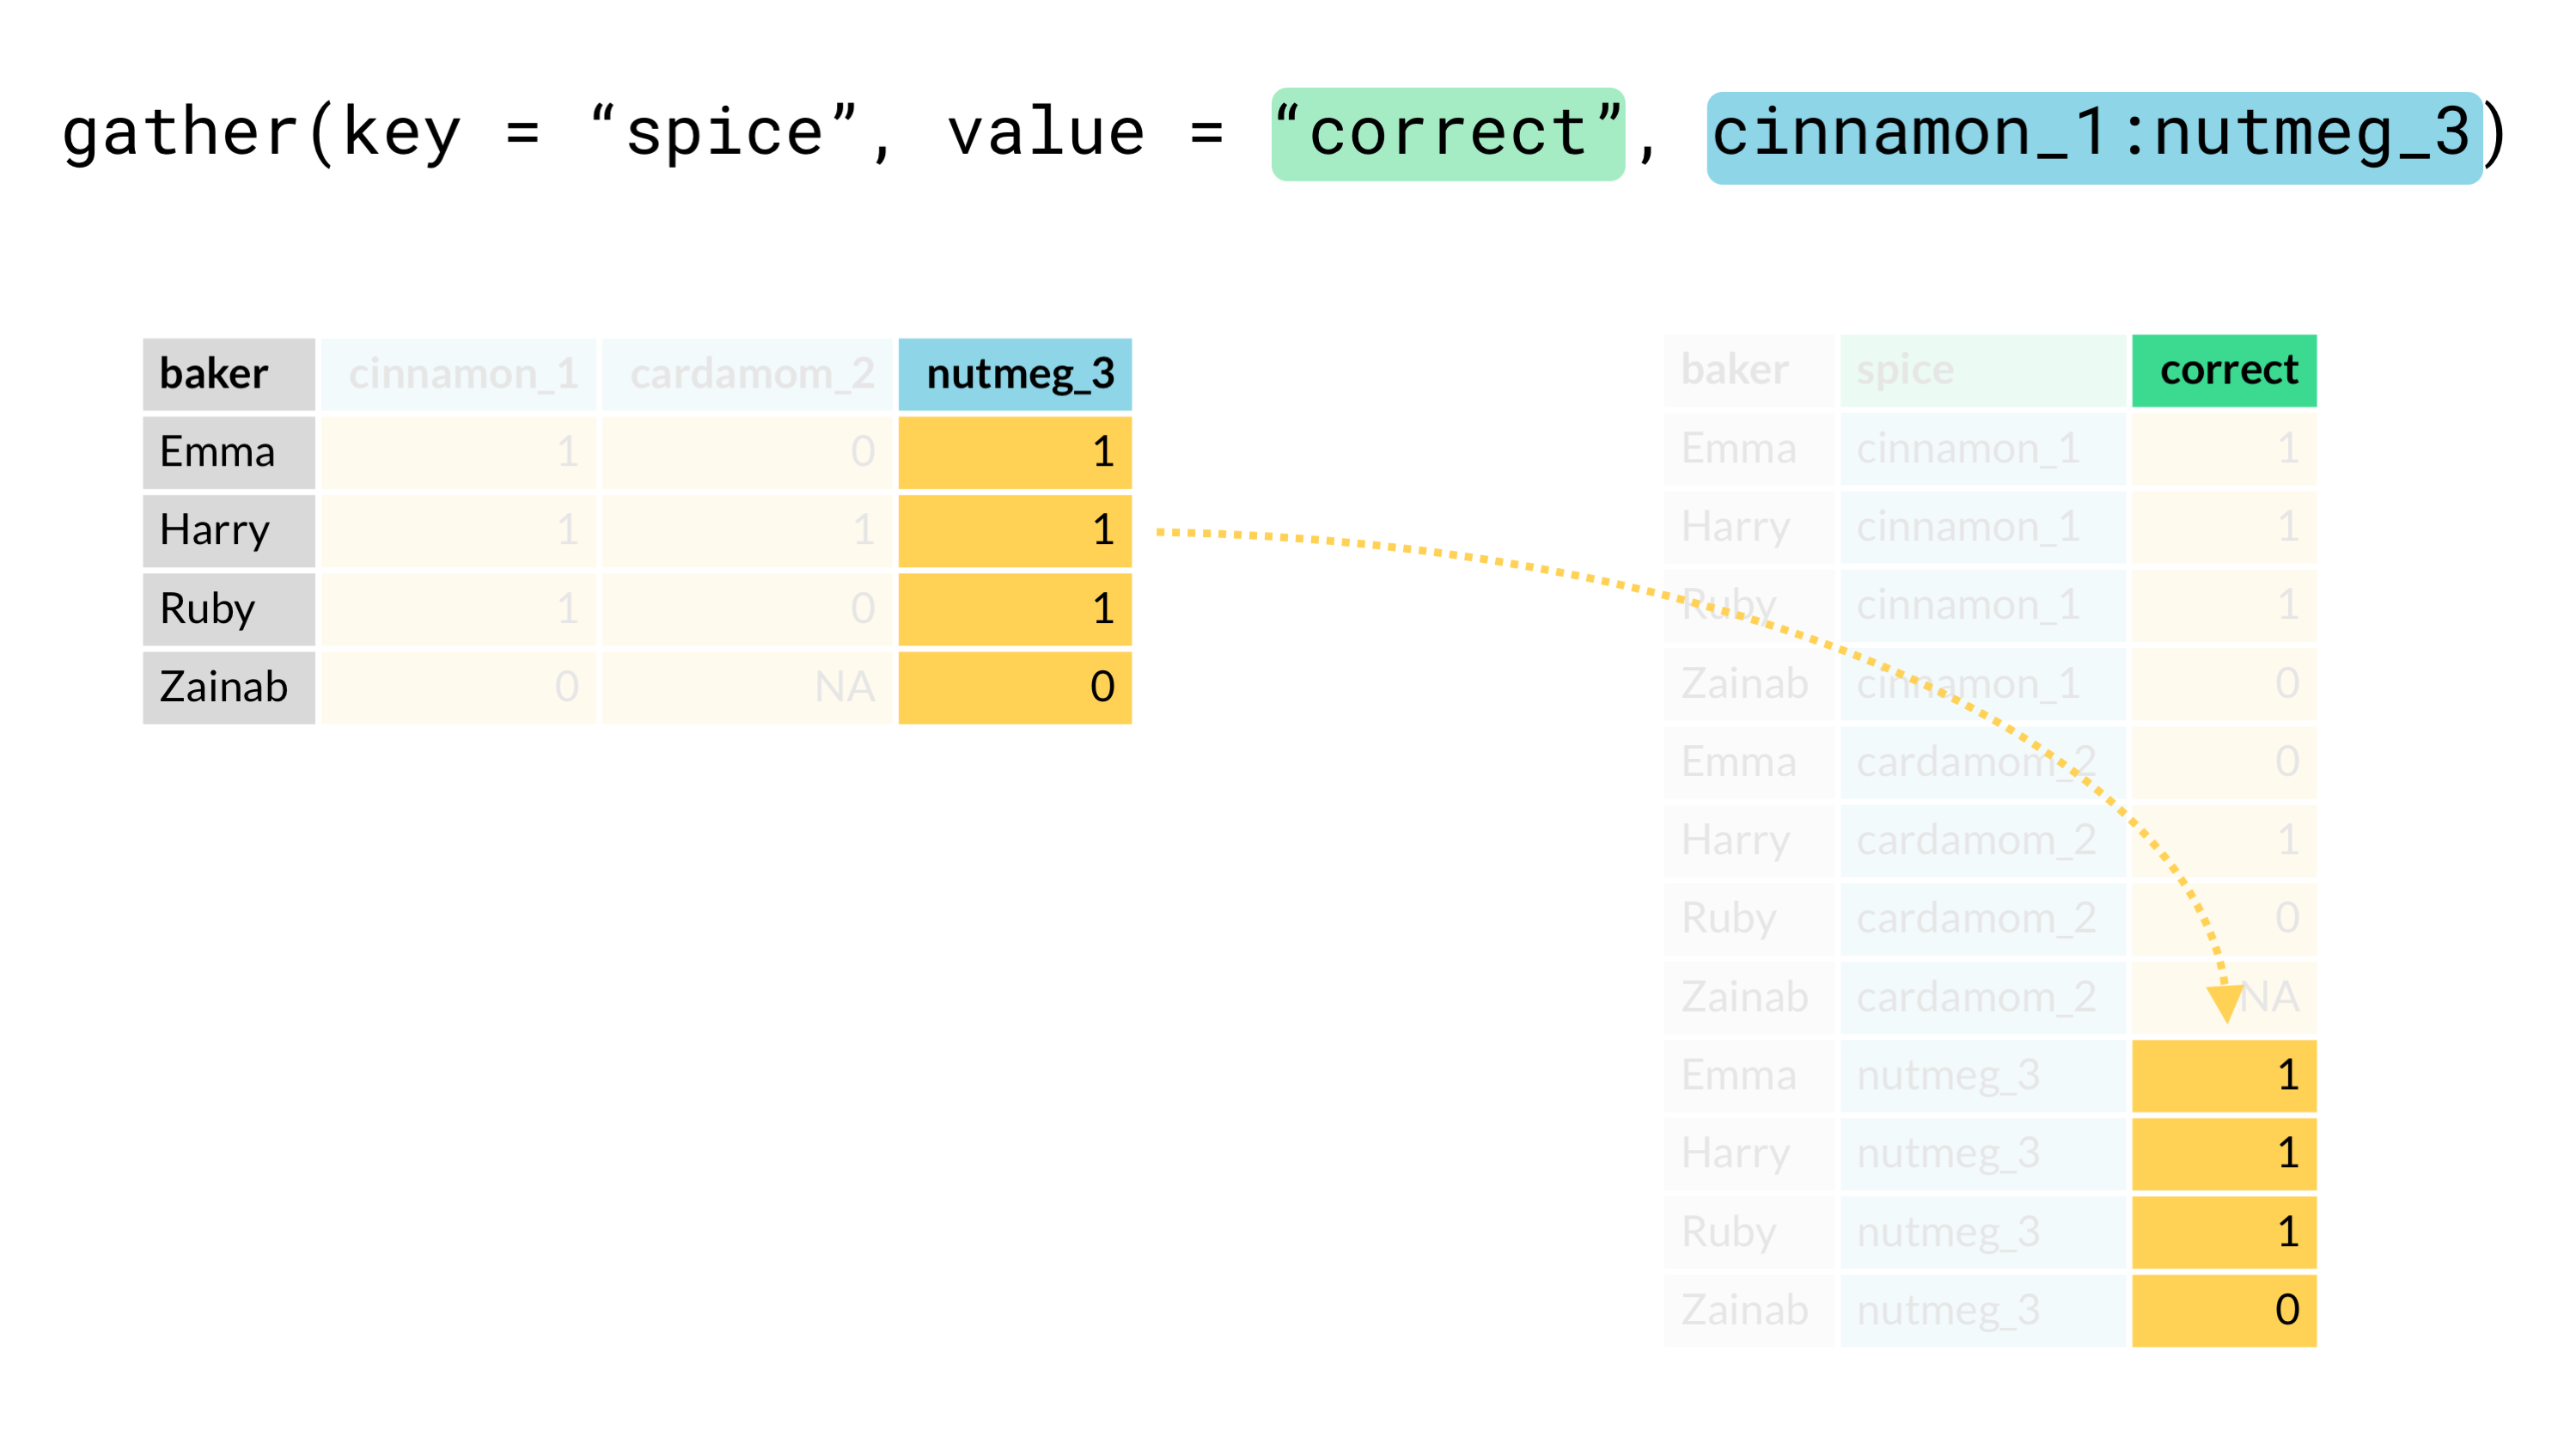 gather(key = “spice”, value = “correct”, cinnamon_1:nutmeg_3)
baker cinnamon_1 cardamom_2 nutmeg_3
Emma 1 0 1
Harry 1 1 1
Ruby 1 0 1
Zainab 0 NA 0
baker spice correct
Emma cinnamon_1 1
Harry cinnamon_1 1
Ruby cinnamon_1 1
Zainab cinnamon_1 0
Emma cardamom_2 0
Harry cardamom_2 1
Ruby cardamom_2 0
Zainab cardamom_2 NA
Emma nutmeg_3 1
Harry nutmeg_3 1
Ruby nutmeg_3 1
Zainab nutmeg_3 0